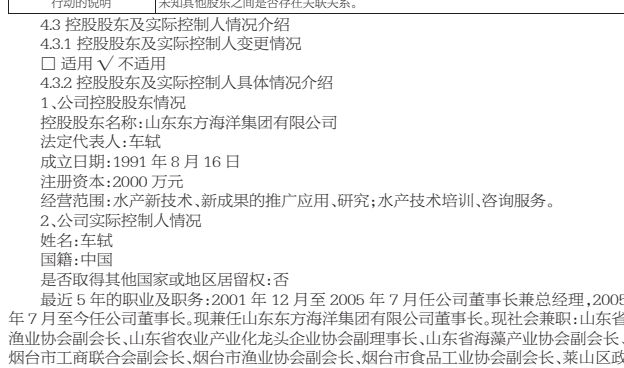 行动的说明 未知其他股东之间是否存在关联关系。
4.3 控股股东及实际控制人情况介绍
4.3.1 控股股东及实际控制人变更情况
□ 适用 √ 不适用
4.3.2 控股股东及实际控制人具体情况介绍
1、公司控股股东情况
控股股东名称:山东东方海洋集团有限公司
法定代表人:车轼
成立日期:1991 年 8 月 16 日
注册资本:2000 万元
经营范围:水产新技术、新成果的推广应用、研究;水产技术培训、咨询服务。
2、公司实际控制人情况
姓名:车轼
国籍:中国
是否取得其他国家或地区居留权:否
最近 5 年的职业及职务:2001 年 12 月至 2005 年 7 月任公司董事长兼总经理,2005
年 7 月至今任公司董事长。现兼任山东东方海洋集团有限公司董事长。现社会兼职:山东省
渔业协会副会长、山东省农业产业化龙头企业协会副理事长、山东省海藻产业协会副会长、
烟台市工商联合会副会长、烟台市渔业协会副会长、烟台市食品工业协会副会长、莱山区政